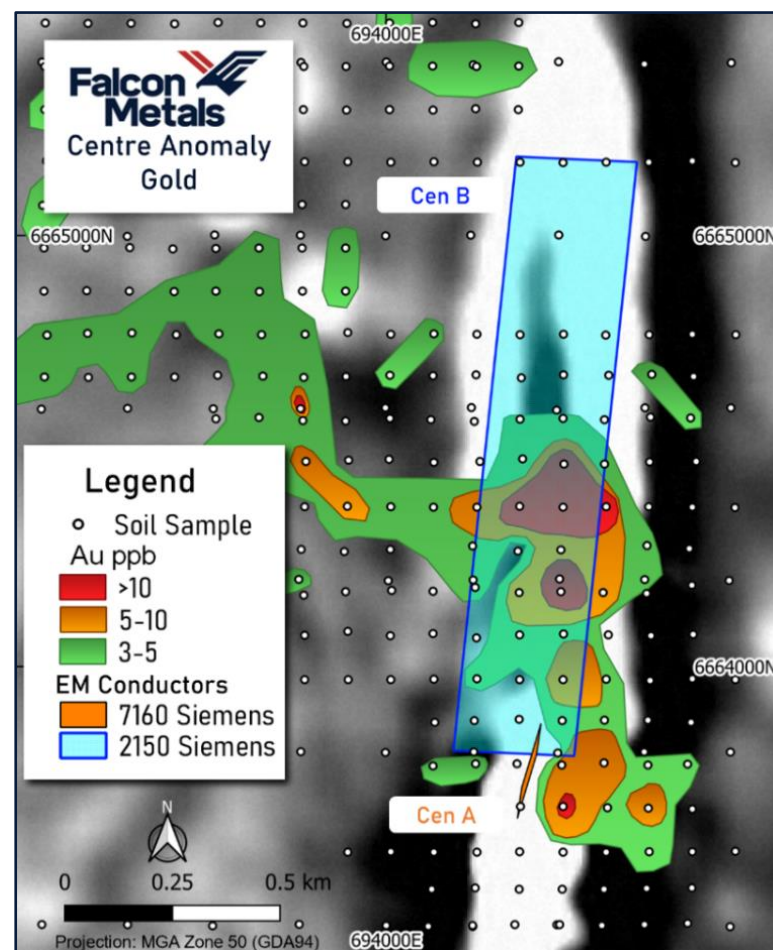 694000E
Falcon
Metals
Centre Anomaly
Gold
Cen B
6665000N
6665000N
Legend
Soil Sample
Au ppb
>10
5-10
3-5
EM Conductors
7160 Siemens
2150 Siemens
6664000N
Cen A
N
0 0.25 0.5 km
Projection: MGA Zone 50 (GDA94)
694000E